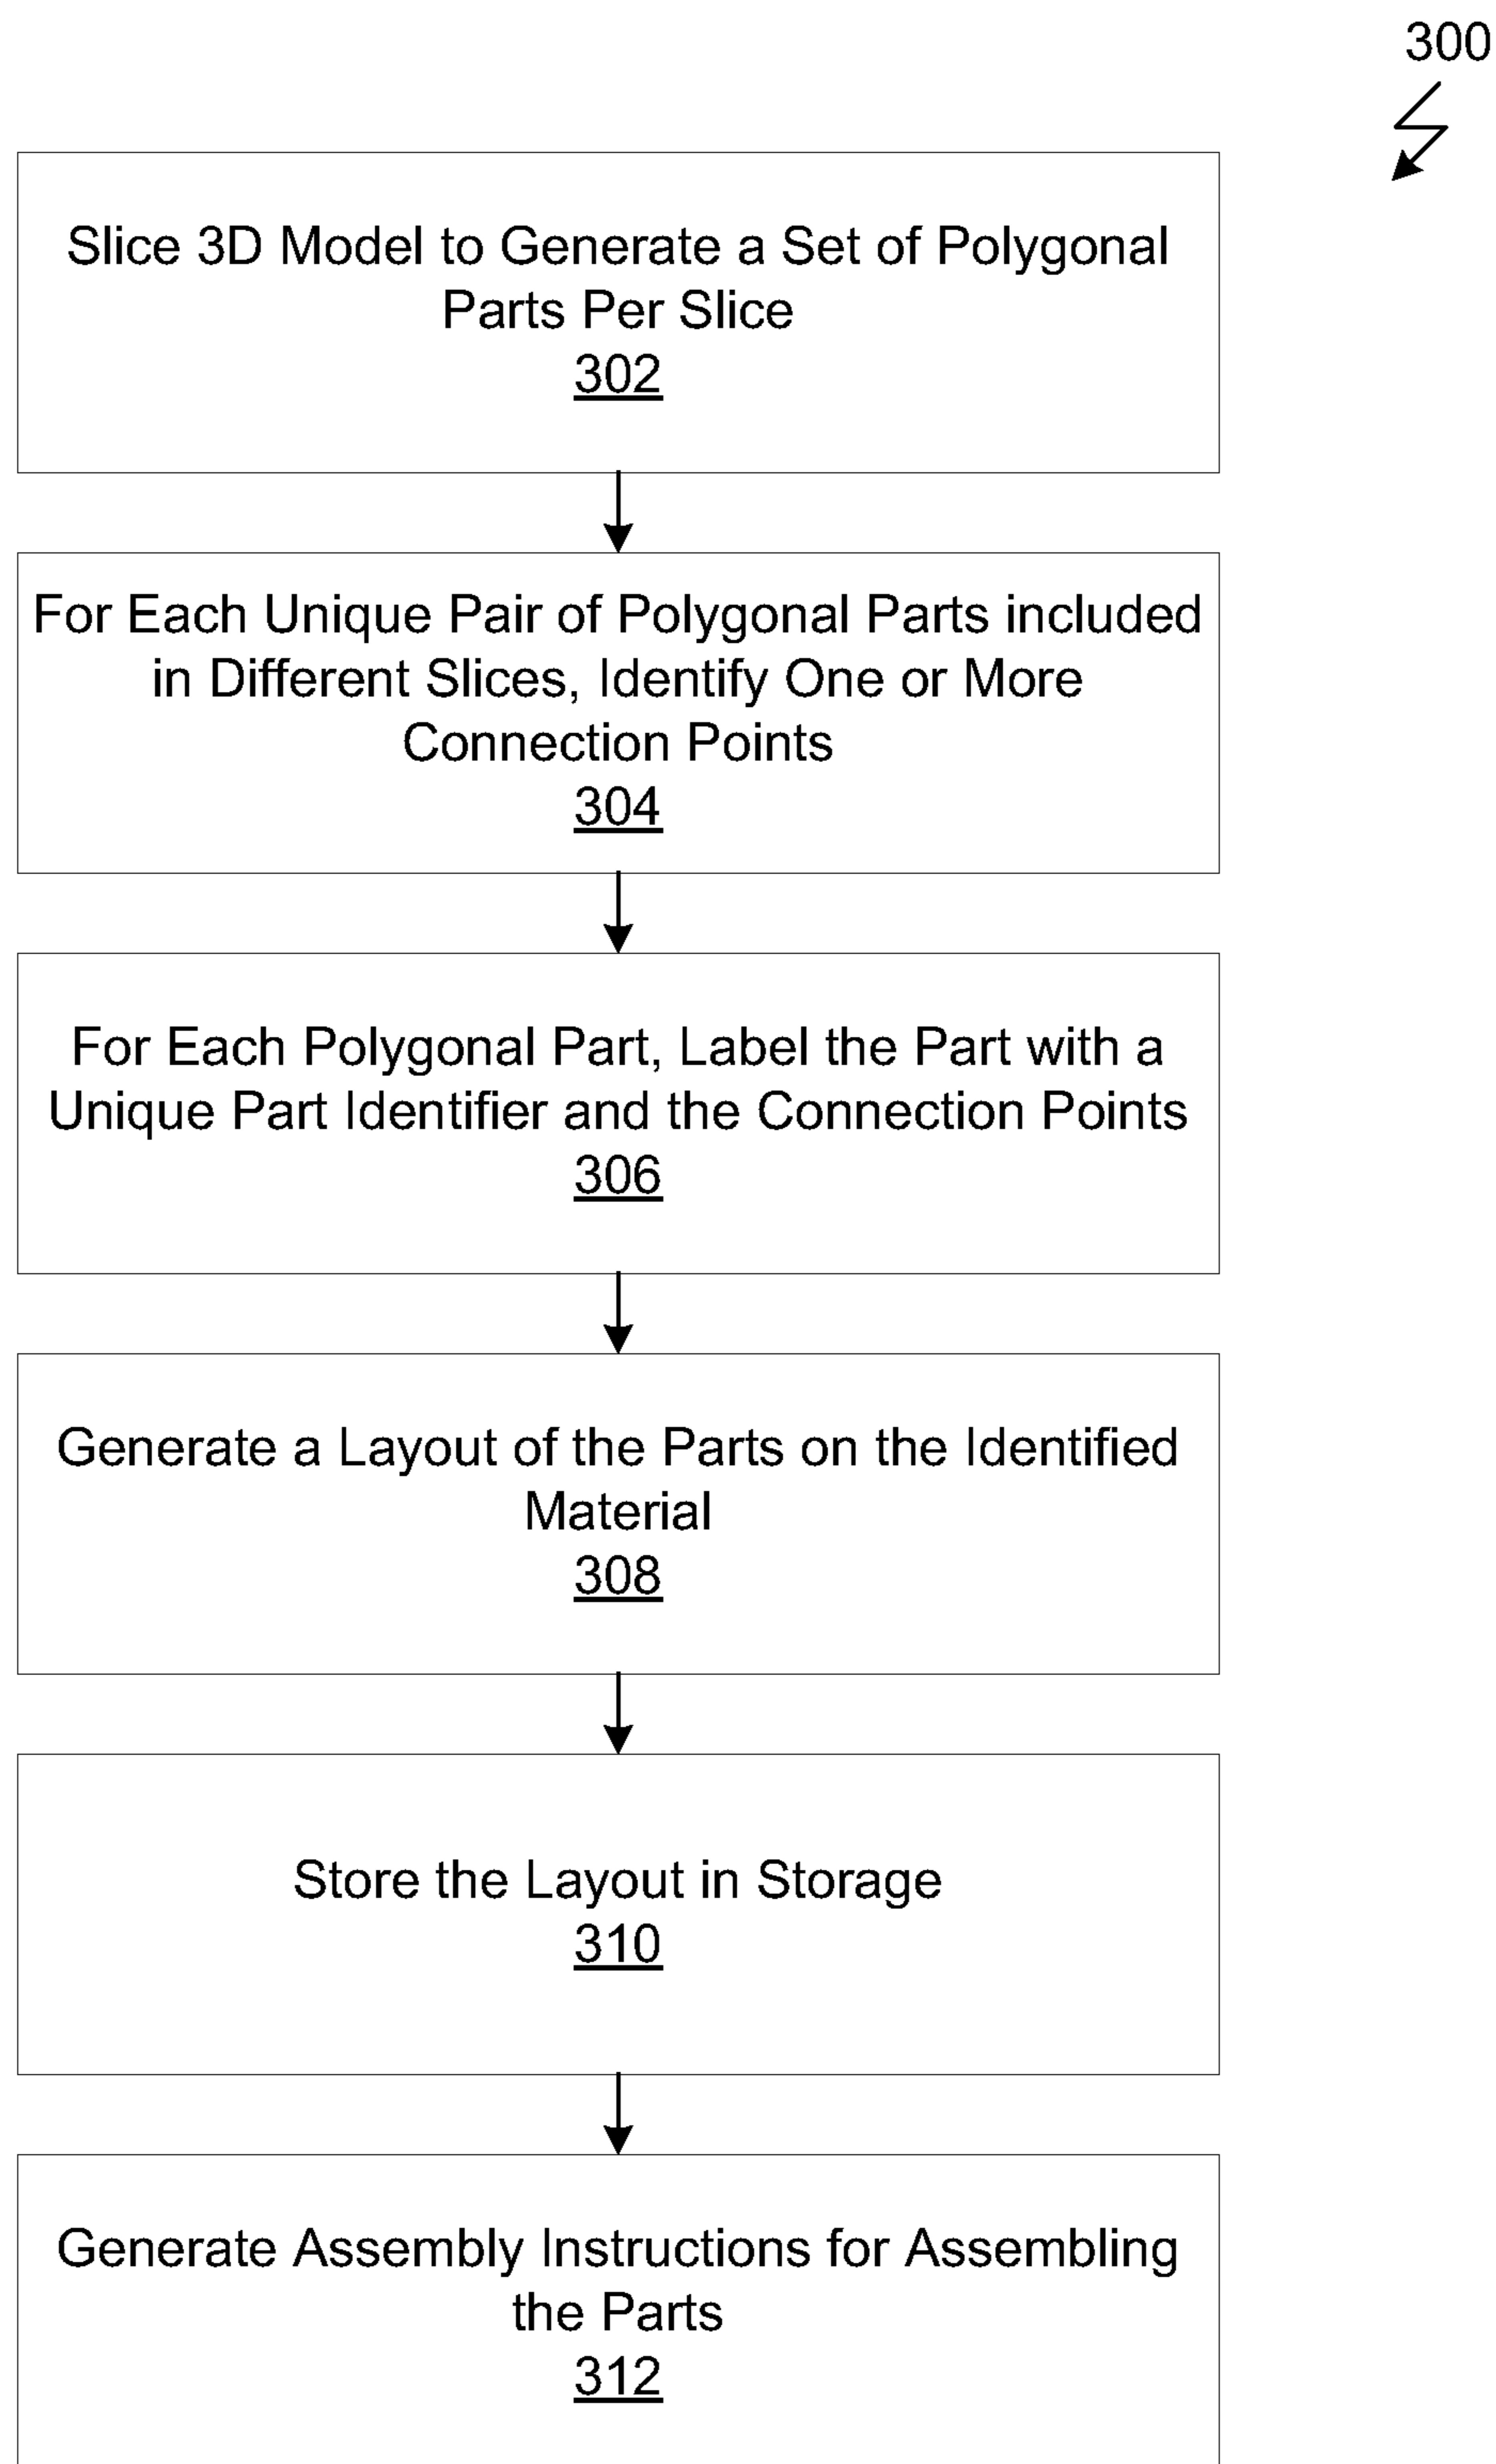 300
Slice 3D Model to Generate a Set of Polygonal
Parts Per Slice
302
For Each Unique Pair of Polygonal Parts included
in Different Slices, Identify One or More
Connection Points
304
For Each Polygonal Part, Label the Part with a
Unique Part Identifier and the Connection Points
306
Generate a Layout of the Parts on the Identified
Material
308
Store the Layout in Storage
310
Generate Assembly Instructions for Assembling
the Parts
312